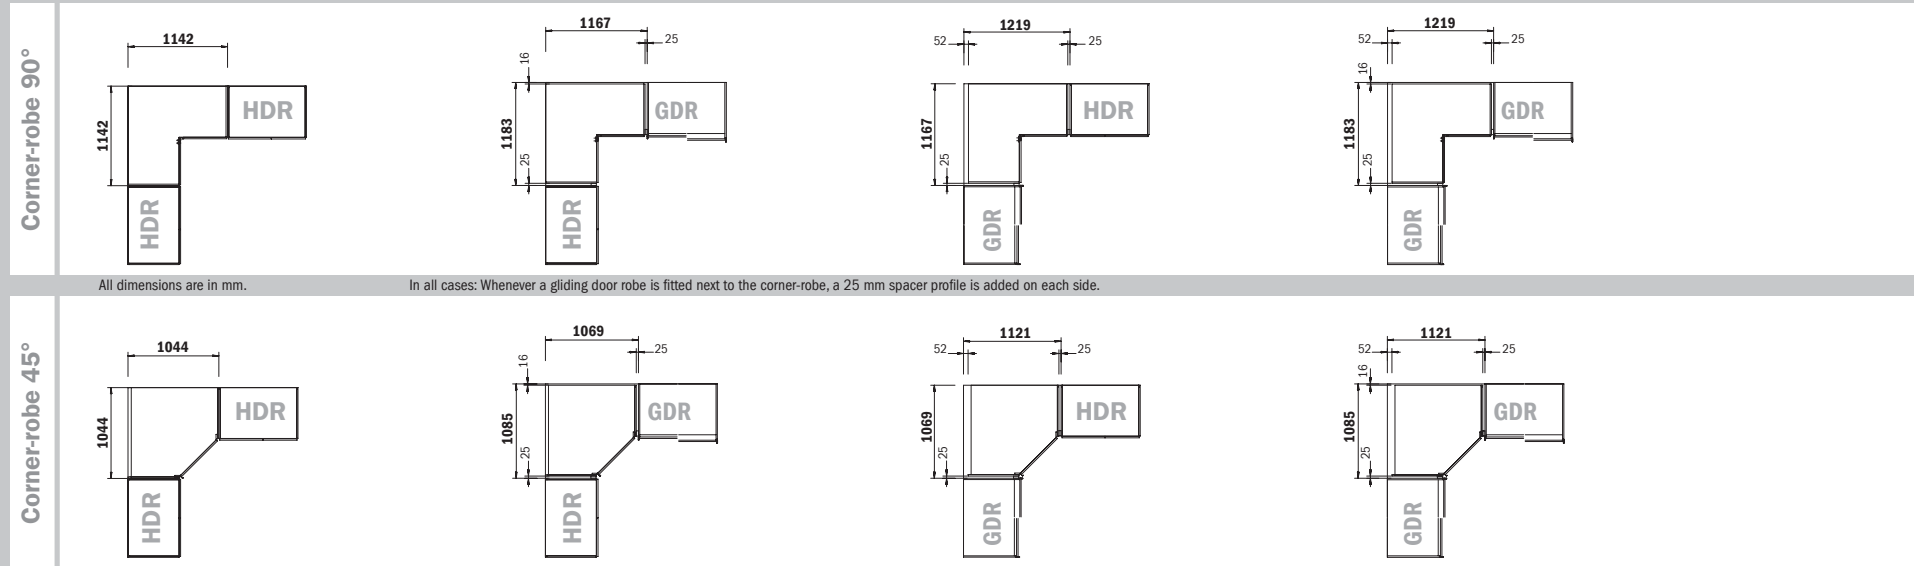 Corner-robe 90°
1142
1142
HDR
HDR
1167
25
16
1183
25
GDR
HDR
1219
52
25
1167
25
HDR
GDR
1219
52
25
16
1183
25
GDR
GDR
All dimensions are in mm.
In all cases: Whenever a gliding door robe is fitted next to the corner-robe, a 25 mm spacer profile is added on each side.
Corner-robe 45°
1044
1044
HDR
HDR
1069
25
16
1085
25
GDR
HDR
1121
52
25
1069
25
HDR
GDR
1121
52
25
16
1085
25
GDR
GDR